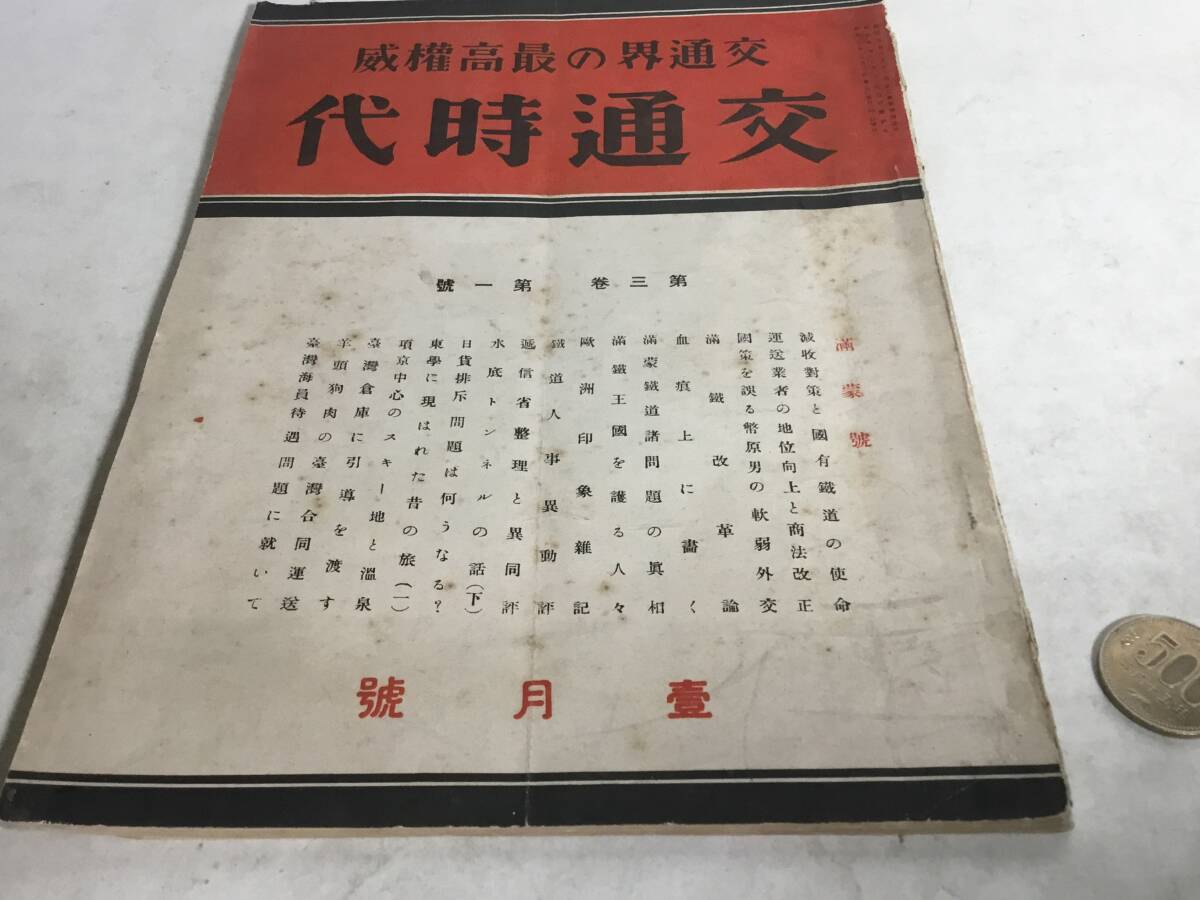 交通界の最高權威
交通時代
第三卷 第一號
滿蒙號
減收對策と國有鐵道の使命
運送業者の地位向上と商法改正
國策を誤る幣原男の軟弱外交
滿鐵改革論
血痕上に畵く
滿蒙鐵道諸問題の眞相
滿鐵王國を護る人々
歐洲印象雜記
鐵道人事異動評
遞信省整理と異同評
水底トンネルの話(下)
日貨排斥問題は何うなる?
東學に現はれた昔の旅(一)
東京中心のスキー地と溫泉
臺灣倉庫に引導を渡す
羊頭狗肉の臺灣合同運送
臺灣海員待遇問題に就いて
壹月號
500